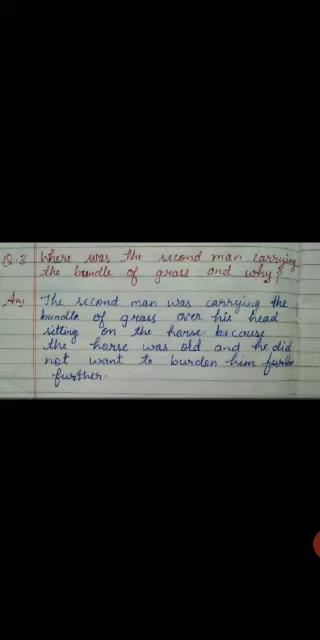 Q.3 Where was the second man carrying
the bundle of grass and why?
Ans The second man was carrying the
bundle of grass over his head
sitting on the horse. because
the horse was old and he did
not want to burden him further
further.